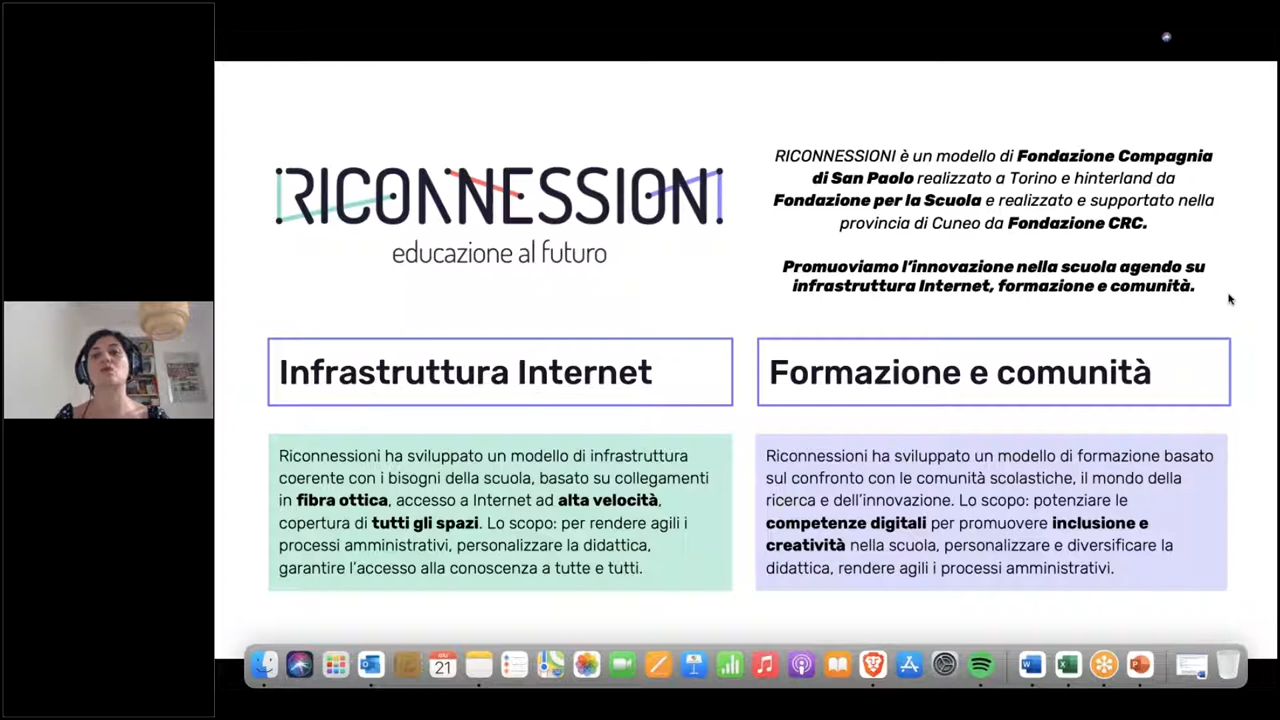 RICONNESSIONI
educazione al futuro
RICONNESSIONI è un modello di Fondazione Compagnia
di San Paolo realizzato a Torino e hinterland da
Fondazione per la Scuola e realizzato e supportato nella
provincia di Cuneo da Fondazione CRC.
Promuoviamo l'innovazione nella scuola agendo su
infrastruttura Internet, formazione e comunità.
Infrastruttura Internet
Riconnessioni ha sviluppato un modello di infrastruttura
coerente con i bisogni della scuola, basato su collegamenti
in fibra ottica, accesso a Internet ad alta velocità,
copertura di tutti gli spazi. Lo scopo: per rendere agili i
processi amministrativi, personalizzare la didattica,
garantire l'accesso alla conoscenza a tutte e tutti.
Formazione e comunità
Riconnessioni ha sviluppato un modello di formazione basato
sul confronto con le comunità scolastiche, il mondo della
ricerca e dell'innovazione. Lo scopo: potenziare le
competenze digitali per promuovere inclusione e
creatività nella scuola, personalizzare e diversificare la
didattica, rendere agili i processi amministrativi.
21